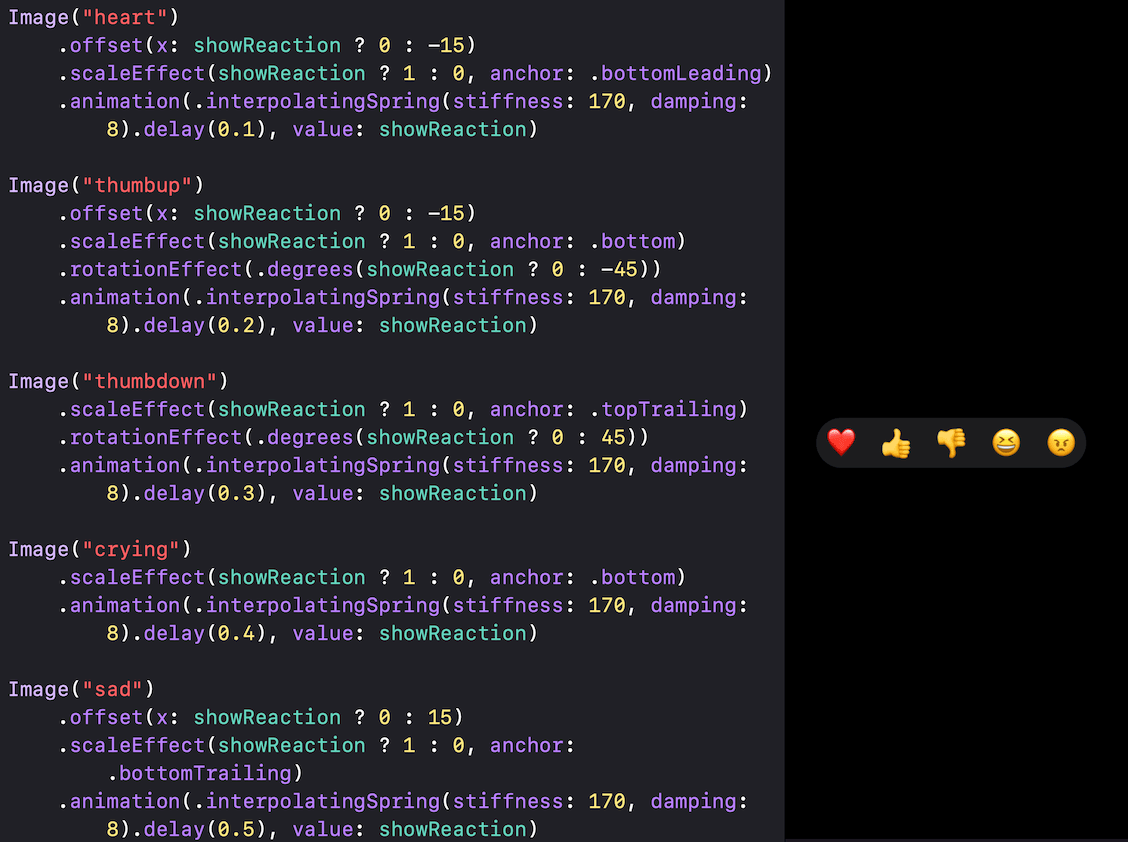 Image("heart")
.offset(x: showReaction ? 0 : −15)
.scaleEffect(showReaction ? 1 : 0, anchor: .bottomLeading)
.animation(.interpolatingSpring(stiffness: 170, damping:
8).delay(0.1), value: showReaction)
Image("thumbup")
.offset(x: showReaction ? 0 : −15)
.scaleEffect(showReaction ? 1 : 0, anchor: .bottom)
.rotationEffect(.degrees(showReaction ? 0 : −45))
.animation(.interpolatingSpring(stiffness: 170, damping:
8).delay(0.2), value: showReaction)
Image("thumbdown")
.scaleEffect(showReaction ? 1 : 0, anchor: .topTrailing)
.rotationEffect(.degrees(showReaction ? 0 : 45))
.animation(.interpolatingSpring(stiffness: 170, damping:
8).delay(0.3), value: showReaction)
Image("crying")
.scaleEffect(showReaction ? 1 : 0, anchor: .bottom)
.animation(.interpolatingSpring(stiffness: 170, damping:
8).delay(0.4), value: showReaction)
Image("sad")
.offset(x: showReaction ? 0 : 15)
.scaleEffect(showReaction ? 1 : 0, anchor:
.bottomTrailing)
.animation(.interpolatingSpring(stiffness: 170, damping:
8).delay(0.5), value: showReaction)